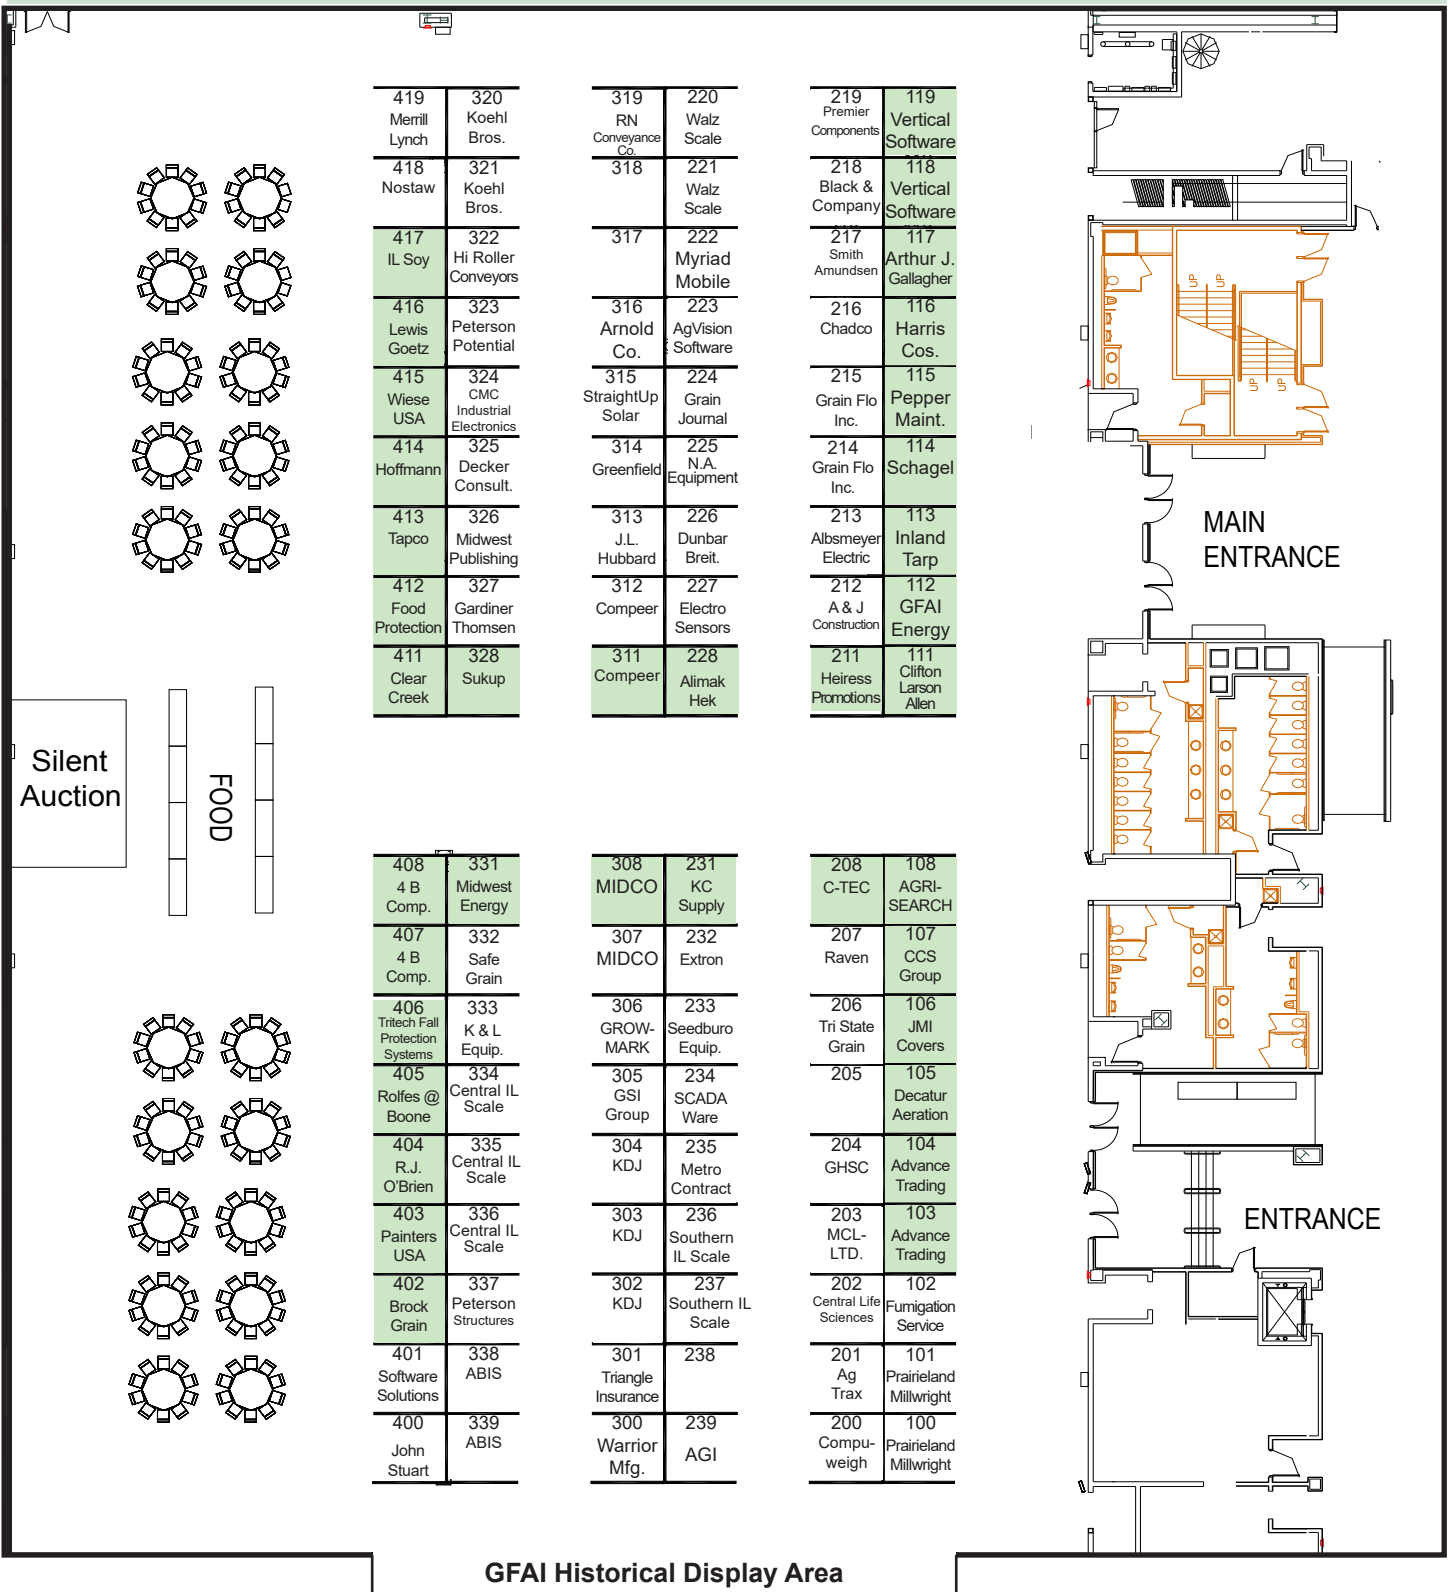 419
Merrill
Lynch
320
Koehl
Bros.
319
RN
Conveyance
Co.
220
Walz
Scale
219
Premier
Components
119
Vertical
Software
418
Nostaw
321
Koehl
Bros.
318
221
Walz
Scale
218
Black &
Company
118
Vertical
Software
417
IL Soy
322
Hi Roller
Conveyors
317
222
Myriad
Mobile
217
Smith
Amundsen
117
Arthur J.
Gallagher
416
Lewis
Goetz
323
Peterson
Potential
316
Arnold
Co.
223
AgVision
Software
216
Chadco
116
Harris
Cos.
415
Wiese
USA
324
CMC
Industrial
Electronics
315
StraightUp
Solar
224
Grain
Journal
215
Grain Flo
Inc.
115
Pepper
Maint.
414
Hoffmann
325
Decker
Consult.
314
Greenfield
225
N.A.
Equipment
214
Grain Flo
Inc.
114
Schagel
413
Tapco
326
Midwest
Publishing
313
J.L.
Hubbard
226
Dunbar
Breit.
213
Albsmeyer
Electric
113
Inland
Tarp
412
Food
Protection
327
Gardiner
Thomsen
312
Compeer
227
Electro
Sensors
212
A & J
Construction
112
GFAI
Energy
411
Clear
Creek
328
Sukup
311
Compeer
228
Alimak
Hek
211
Heiress
Promotions
111
Clifton
Larson
Allen
UP
UP
UP
UP
MAIN
ENTRANCE
Silent
Auction
FOOD
408
4 B
Comp.
331
Midwest
Energy
308
MIDCO
231
KC
Supply
208
C-TEC
108
AGRI-
SEARCH
407
4 B
Comp.
332
Safe
Grain
307
MIDCO
232
Extron
207
Raven
107
CCS
Group
406
Tritech Fall
Protection
Systems
333
K & L
Equip.
306
GROW-
MARK
233
Seedburo
Equip.
206
Tri State
Grain
106
JMI
Covers
405
Rolfes @
Boone
334
Central IL
Scale
305
GSI
Group
234
SCADA
Ware
205
105
Decatur
Aeration
404
R.J.
O'Brien
335
Central IL
Scale
304
KDJ
235
Metro
Contract
204
GHSC
104
Advance
Trading
403
Painters
USA
336
Central IL
Scale
303
KDJ
236
Southern
IL Scale
203
MCL-
LTD.
103
Advance
Trading
402
Brock
Grain
337
Peterson
Structures
302
KDJ
237
Southern IL
Scale
202
Central Life
Sciences
102
Fumigation
Service
401
Software
Solutions
338
ABIS
301
Triangle
Insurance
238
201
Ag
Trax
101
Prairieland
Millwright
400
John
Stuart
339
ABIS
300
Warrior
Mfg.
239
AGI
200
Compu-
weigh
100
Prairieland
Millwright
ENTRANCE
GFAI Historical Display Area